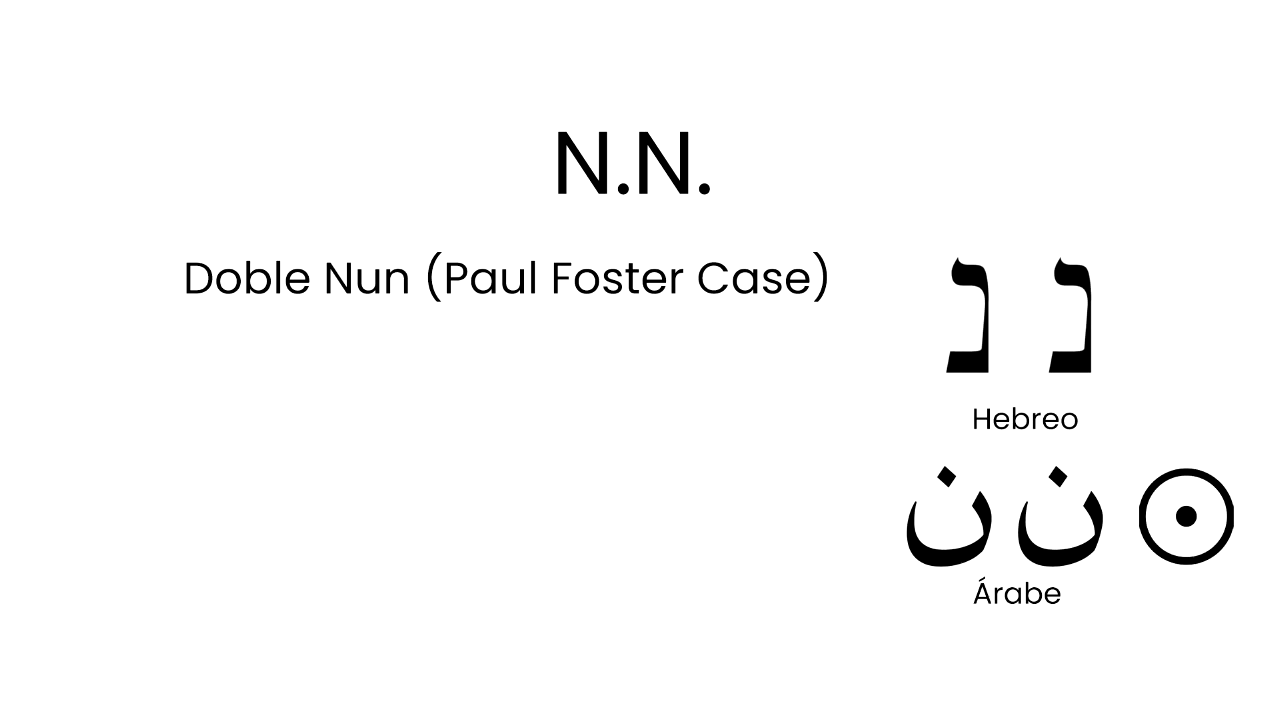 N.N.
Doble Nun (Paul Foster Case)
נ נ
Hebreo
ن ن ☉
Árabe